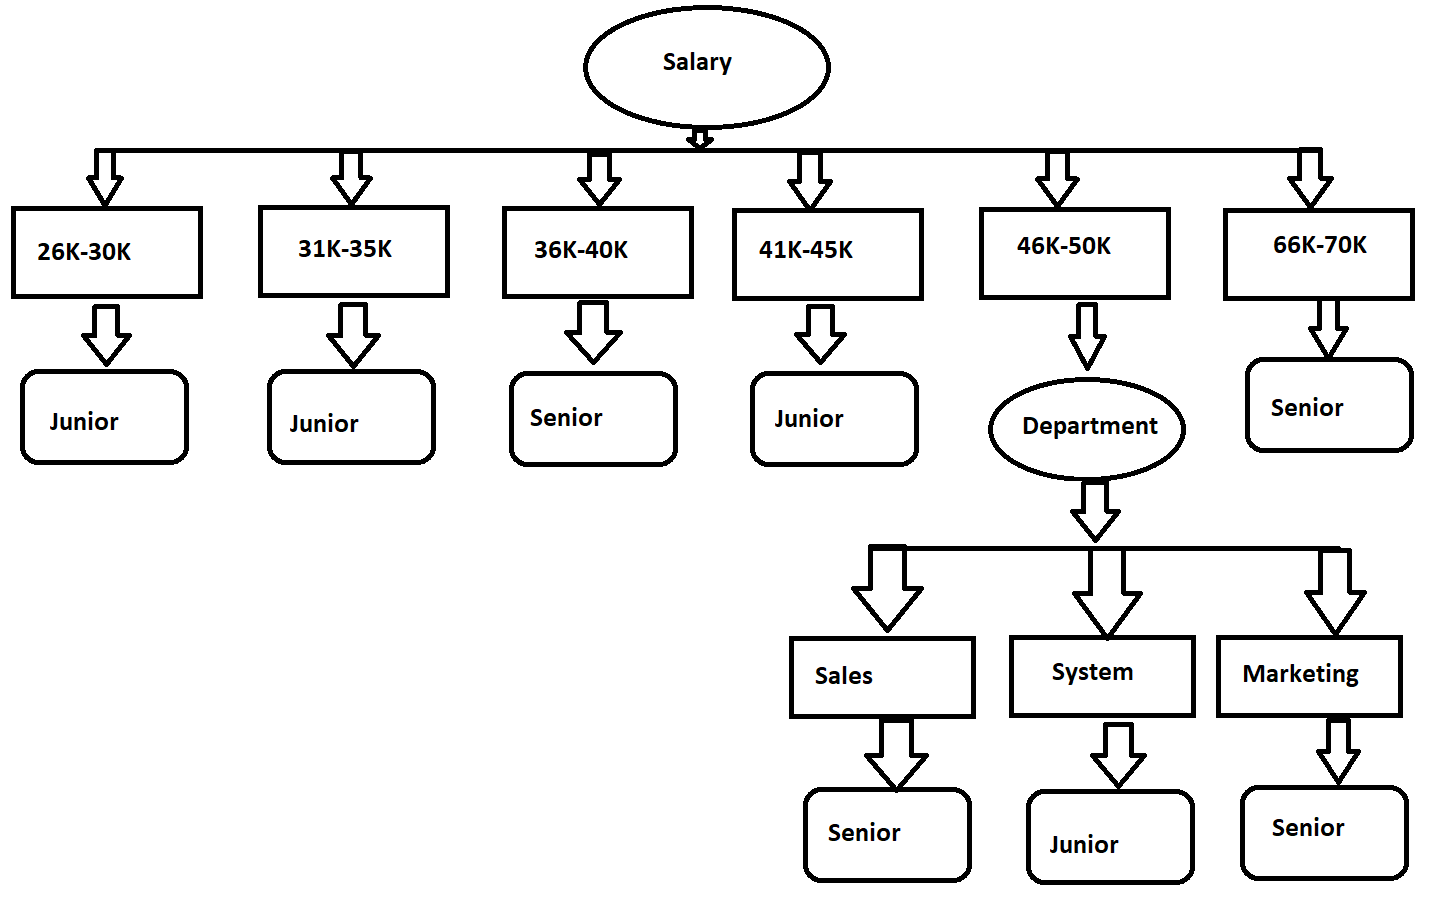 Salary
26K-30K
31K-35K
36K-40K
41K-45K
46K-50K
66K-70K
Junior
Junior
Senior
Junior
Department
Senior
Sales
System
Marketing
Senior
Junior
Senior